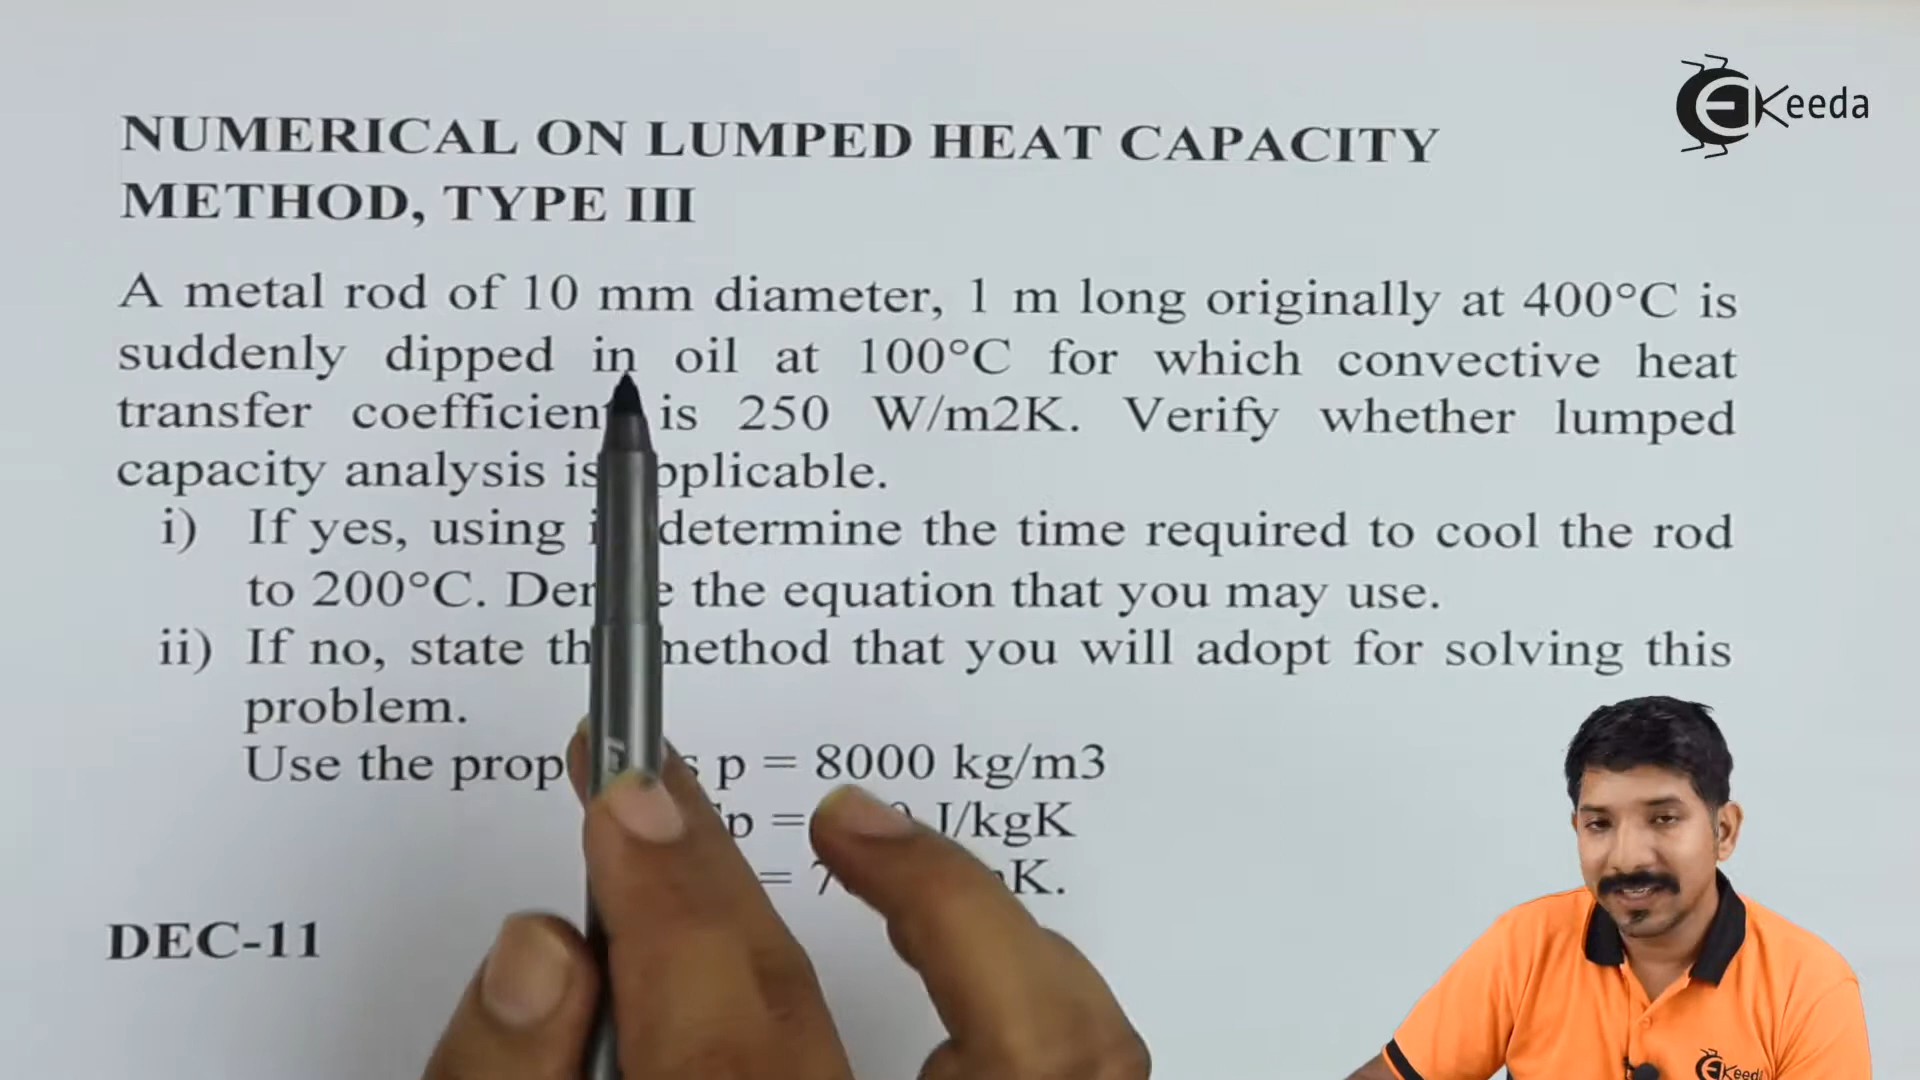 Keeda
NUMERICAL ON LUMPED HEAT CAPACITY
METHOD, TYPE III
A metal rod of 10 mm diameter, 1 m long originally at 400°C is
suddenly dipped in oil at 100°C for which convective heat
transfer coefficien is 250 W/m2K. Verify whether lumped
capacity analysis is pplicable.
i) If yes, using determine the time required to cool the rod
to 200°C. Der e the equation that you may use.
ii) If no, state th method that you will adopt for solving this
problem.
Use the prop s p = 8000 kg/m3
p = J/kgK
= K.
DEC-11
Keeda